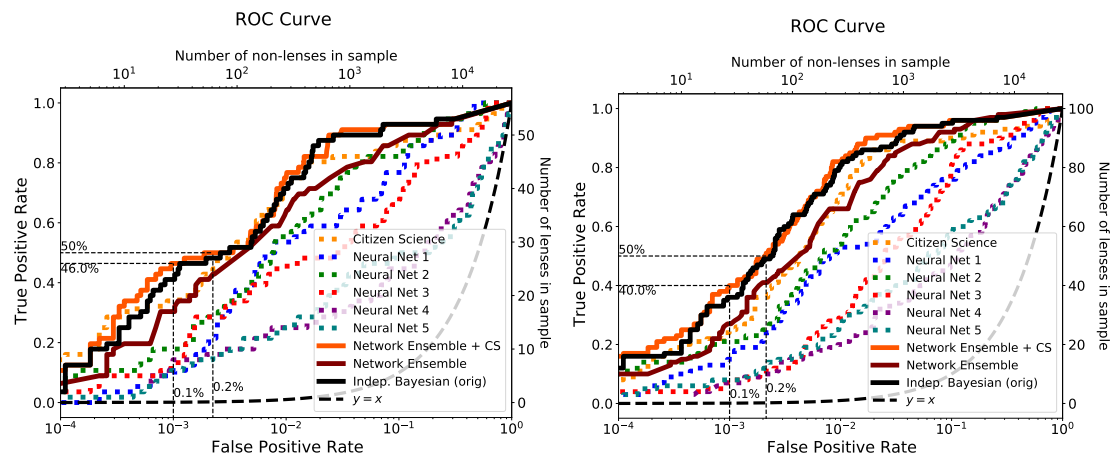 ROC Curve
Number of non-lenses in sample
10^1 10^2 10^3 10^4
1.0
0.8
0.6
0.4
0.2
0.0
True Positive Rate
50%
46.0%
0.1%
0.2%
Citizen Science
Neural Net 1
Neural Net 2
Neural Net 3
Neural Net 4
Neural Net 5
Network Ensemble + CS
Network Ensemble
Indep. Bayesian (orig)
y = x
50
40
30
20
10
0
Number of lenses in sample
10^−4 10^−3 10^−2 10^−1 10^0
False Positive Rate
ROC Curve
Number of non-lenses in sample
10^1 10^2 10^3 10^4
1.0
0.8
0.6
0.4
0.2
0.0
True Positive Rate
50%
40.0%
0.1%
0.2%
Citizen Science
Neural Net 1
Neural Net 2
Neural Net 3
Neural Net 4
Neural Net 5
Network Ensemble + CS
Network Ensemble
Indep. Bayesian (orig)
y = x
100
80
60
40
20
0
Number of lenses in sample
10^−4 10^−3 10^−2 10^−1 10^0
False Positive Rate